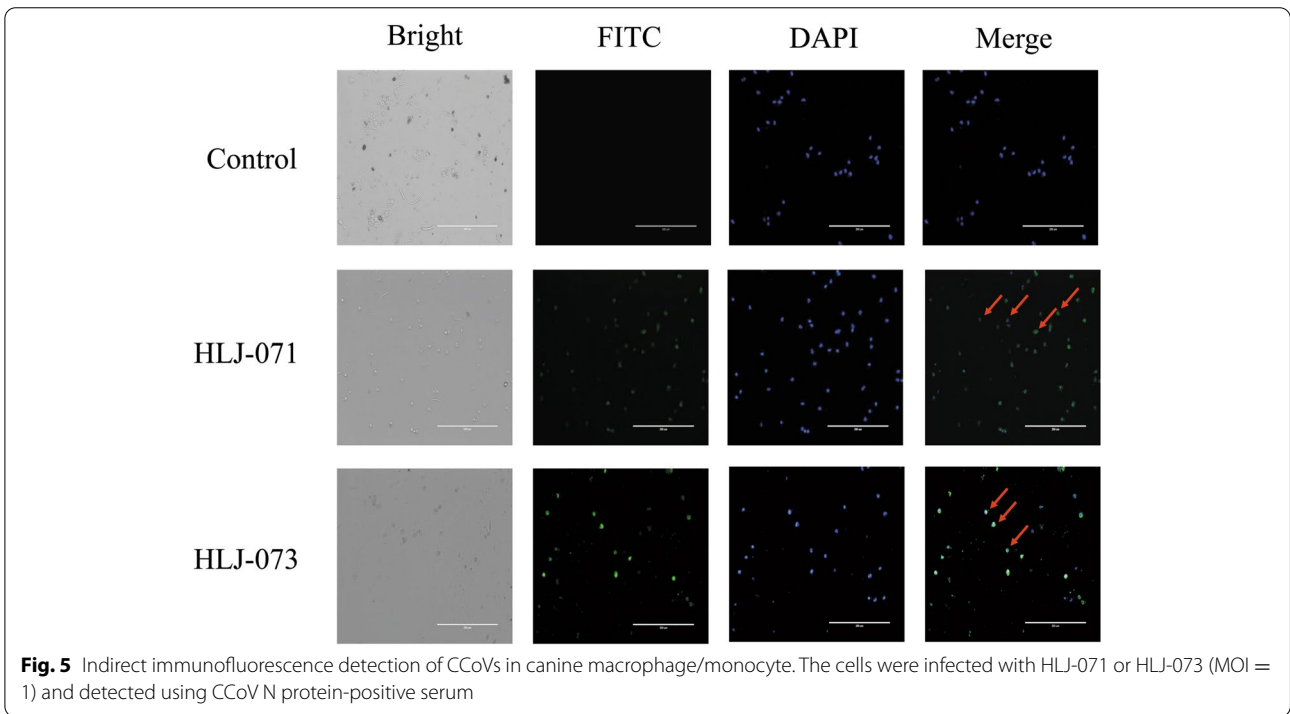 Bright FITC DAPI Merge
Control
HLJ-071
HLJ-073
Fig. 5 Indirect immunofluorescence detection of CCoVs in canine macrophage/monocyte. The cells were infected with HLJ-071 or HLJ-073 (MOI =
1) and detected using CCoV N protein-positive serum